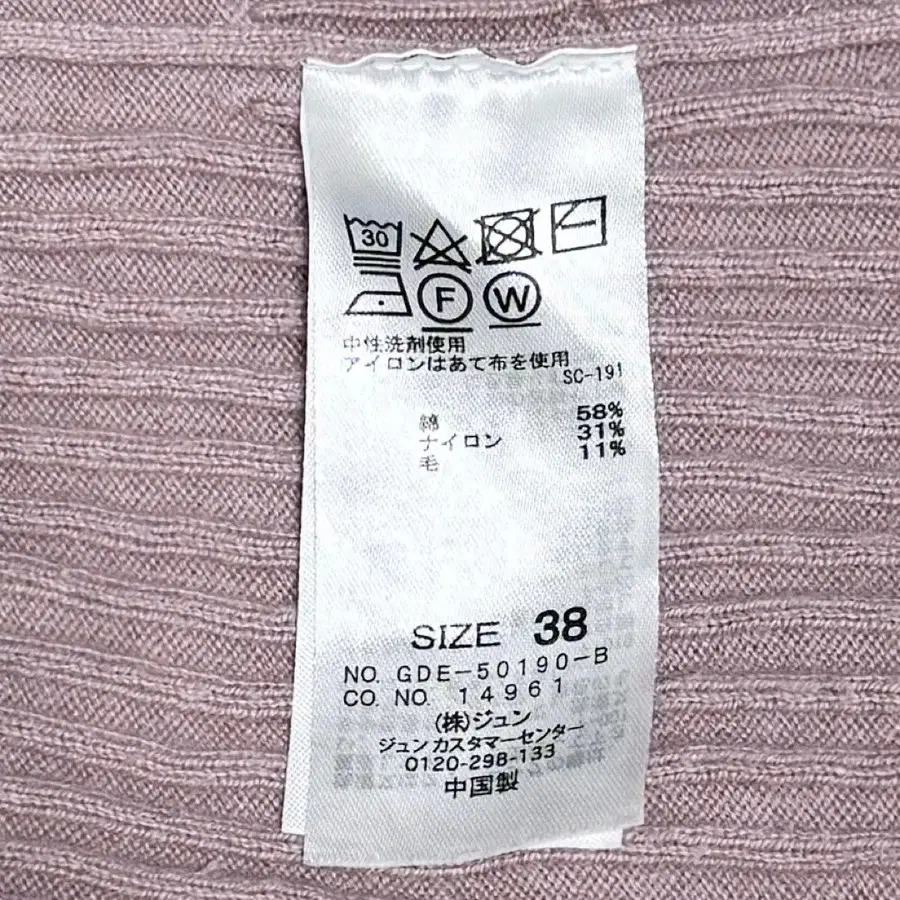 30
F W
中性洗剤使用
アイロンはあて布を使用
SC-191
綿 58%
ナイロン 31%
毛 11%
SIZE 38
NO. GDE-50190-B
CO. NO. 14961
(株)ジュン
ジュン カスタマーセンター
0120-298-133
中国製